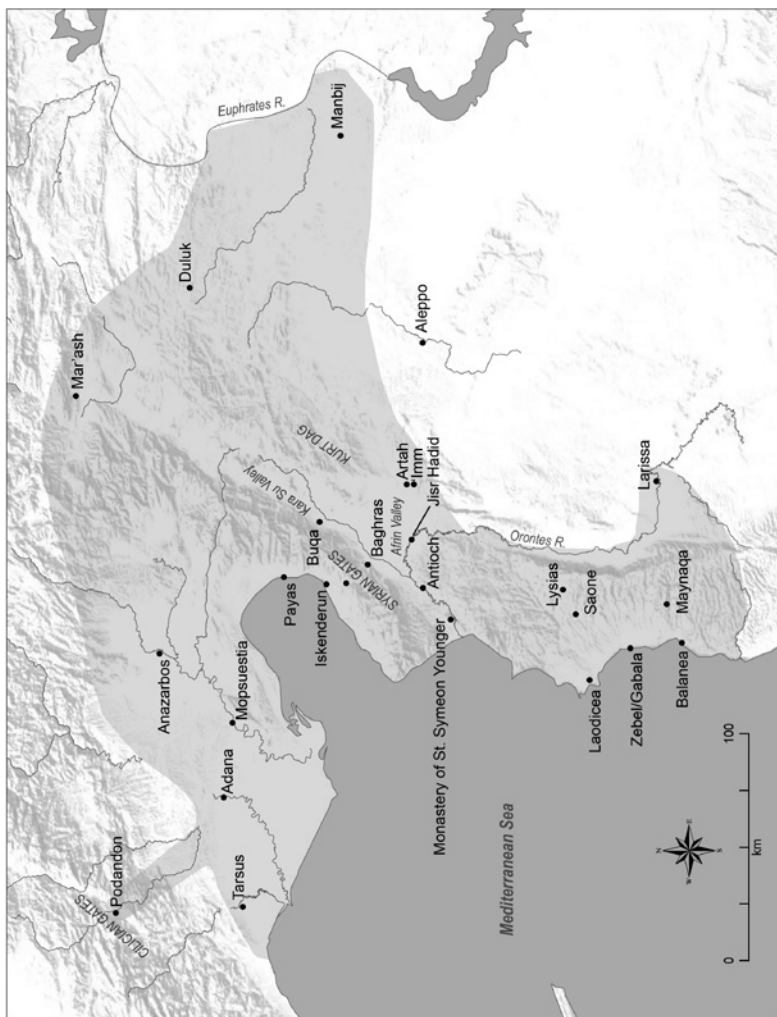 CILICIAN GATES
Podandon
Tarsus
Adana
Anazarbos
Mopsuestia
Mar'ash
Duluk
Euphrates R.
Manbij
Payas
Iskenderun
SYRIAN GATES
Buqa
Kara Su Valley
KURT DAG
Baghras
Afrin Valley
Artah
Imm
Jisr Hadid
Aleppo
Antioch
Monastery of St. Symeon Younger
Orontes R.
Lysias
Saone
Laodicea
Zebel/Gabala
Larissa
Maynaqa
Balanea
Mediterranean Sea
N
E
S
W
0
100
km